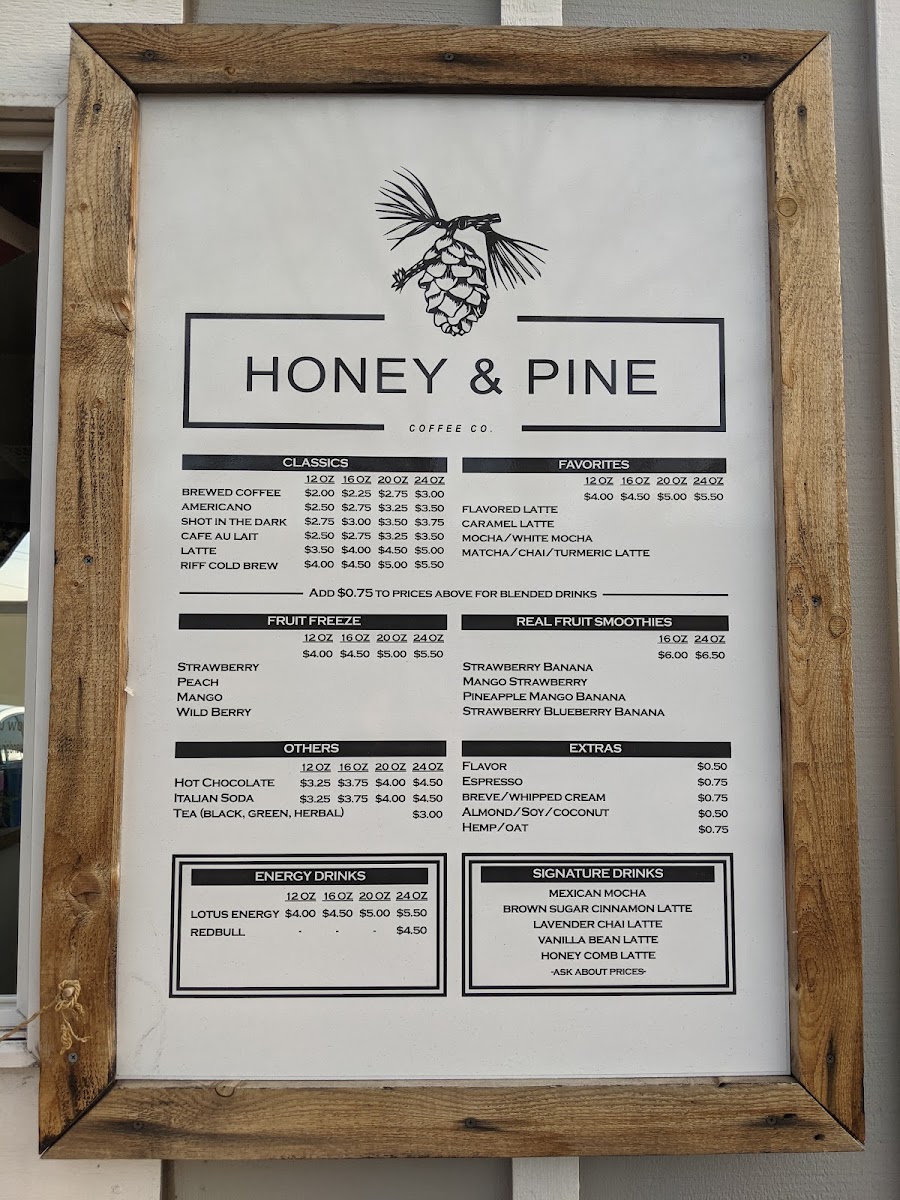 HONEY & PINE
COFFEE CO.
CLASSICS
12 OZ 16 OZ 20 OZ 24 OZ
BREWED COFFEE $2.00 $2.25 $2.75 $3.00
AMERICANO $2.50 $2.75 $3.25 $3.50
SHOT IN THE DARK $2.75 $3.00 $3.50 $3.75
CAFE AU LAIT $2.50 $2.75 $3.25 $3.50
LATTE $3.50 $4.00 $4.50 $5.00
RIFF COLD BREW $4.00 $4.50 $5.00 $5.50
FAVORITES
12 OZ 16 OZ 20 OZ 24 OZ
$4.00 $4.50 $5.00 $5.50
FLAVORED LATTE
CARAMEL LATTE
MOCHA/WHITE MOCHA
MATCHA/CHAI/TURMERIC LATTE
ADD $0.75 TO PRICES ABOVE FOR BLENDED DRINKS
FRUIT FREEZE
12 OZ 16 OZ 20 OZ 24 OZ
$4.00 $4.50 $5.00 $5.50
STRAWBERRY
PEACH
MANGO
WILD BERRY
REAL FRUIT SMOOTHIES
16 OZ 24 OZ
$6.00 $6.50
STRAWBERRY BANANA
MANGO STRAWBERRY
PINEAPPLE MANGO BANANA
STRAWBERRY BLUEBERRY BANANA
OTHERS
12 OZ 16 OZ 20 OZ 24 OZ
HOT CHOCOLATE $3.25 $3.75 $4.00 $4.50
ITALIAN SODA $3.25 $3.75 $4.00 $4.50
TEA (BLACK, GREEN, HERBAL) $3.00
EXTRAS
FLAVOR $0.50
ESPRESSO $0.75
BREVE/WHIPPED CREAM $0.75
ALMOND/SOY/COCONUT $0.50
HEMP/OAT $0.75
ENERGY DRINKS
12 OZ 16 OZ 20 OZ 24 OZ
LOTUS ENERGY $4.00 $4.50 $5.00 $5.50
REDBULL - - - $4.50
SIGNATURE DRINKS
MEXICAN MOCHA
BROWN SUGAR CINNAMON LATTE
LAVENDER CHAI LATTE
VANILLA BEAN LATTE
HONEY COMB LATTE
-ASK ABOUT PRICES-